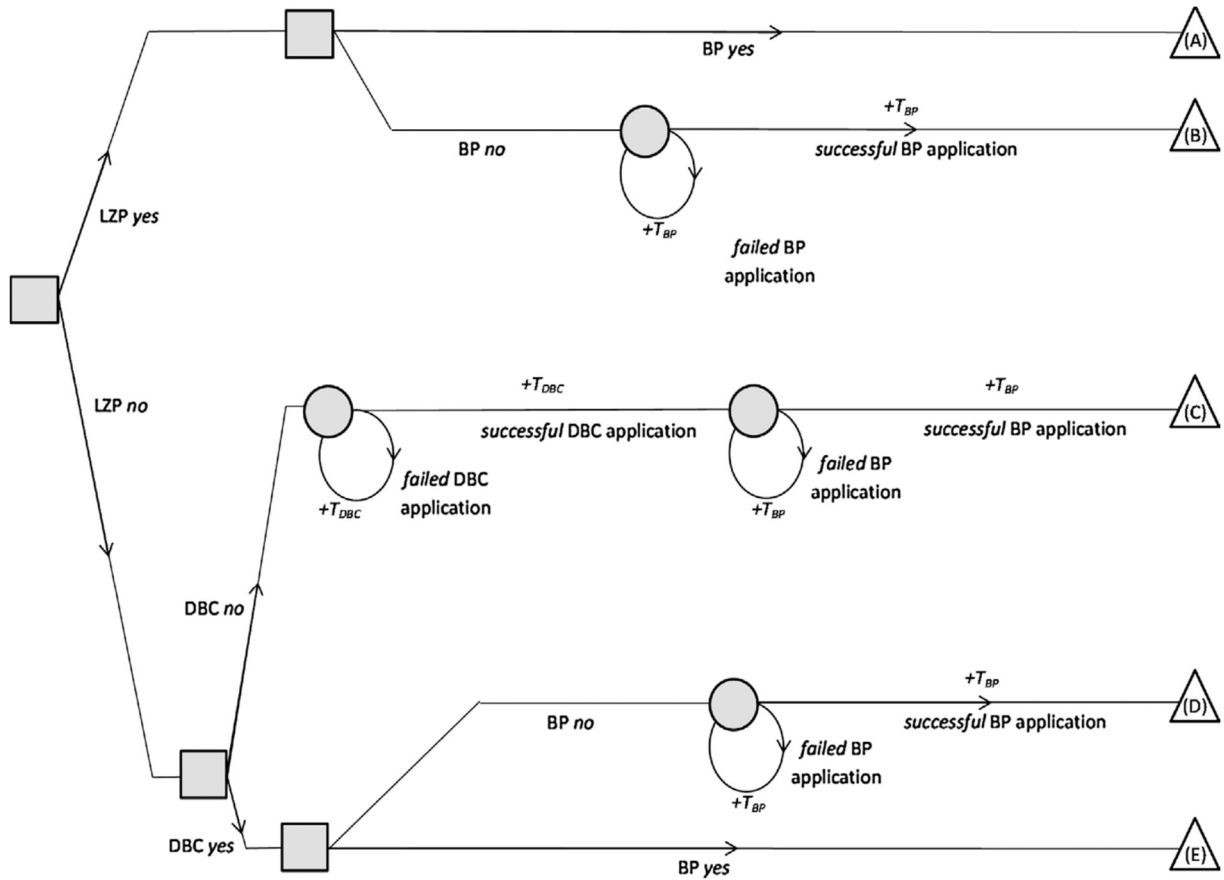 (A)
BP yes
+T_BP
(B)
BP no
successful BP application
LZP yes
+T_BP
failed BP
application
+T_DBC
+T_BP
LZP no
(C)
successful DBC application
successful BP application
failed DBC
application
failed BP
application
+T_DBC
+T_BP
DBC no
+T_BP
(D)
BP no
successful BP application
failed BP
application
+T_BP
DBC yes
(E)
BP yes